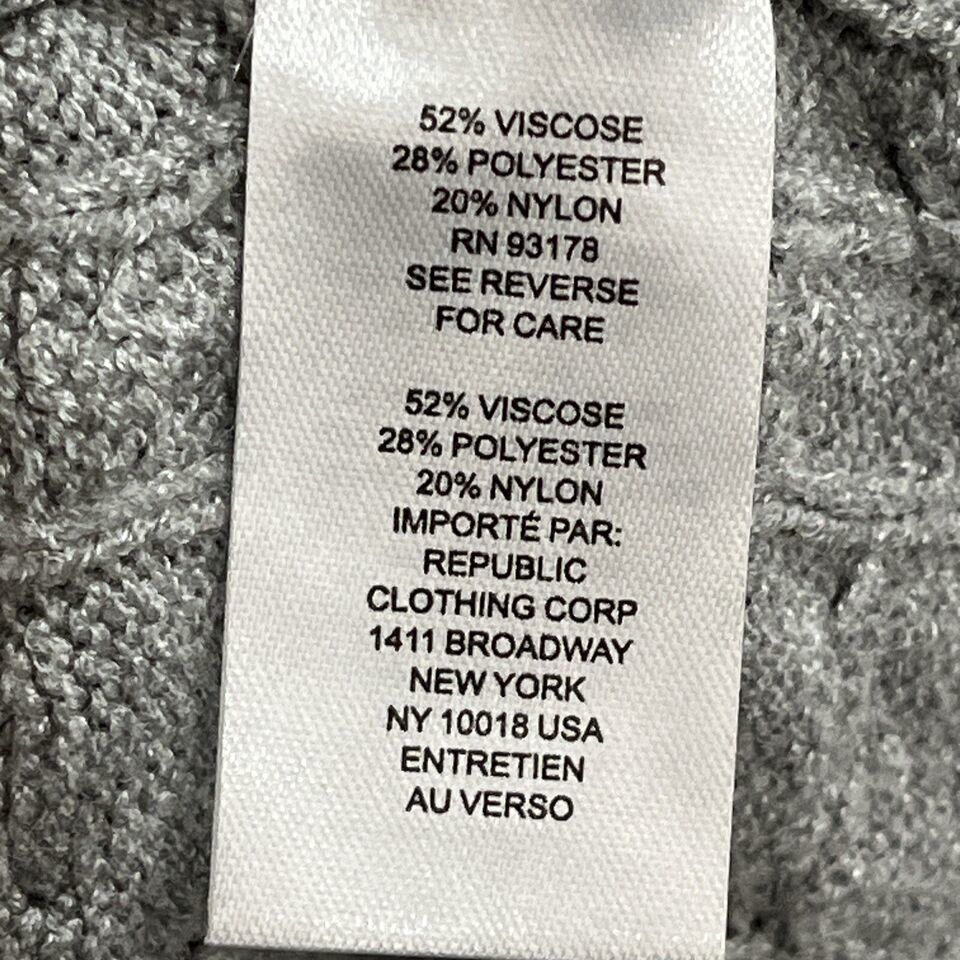 52% VISCOSE
28% POLYESTER
20% NYLON
RN 93178
SEE REVERSE
FOR CARE
52% VISCOSE
28% POLYESTER
20% NYLON
IMPORTÉ PAR:
REPUBLIC
CLOTHING CORP
1411 BROADWAY
NEW YORK
NY 10018 USA
ENTRETIEN
AU VERSO